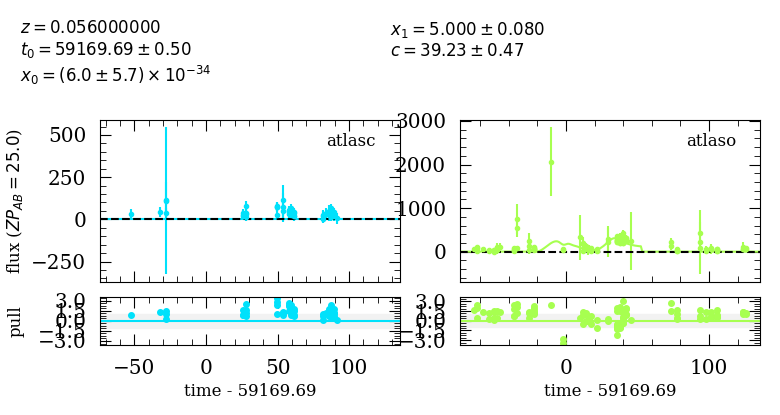 z = 0.056000000
t₀ = 59169.69 ± 0.50
x₀ = (6.0 ± 5.7) × 10⁻³⁴
x₁ = 5.000 ± 0.080
c = 39.23 ± 0.47
flux (ZP_AB = 25.0)
500
250
0
−250
atlasc
3000
2000
1000
0
atlaso
pull
3.0
1.5
0.0
−1.5
−3.0
3.0
1.5
0.0
−1.5
−3.0
−50 0 50 100
0 100
time - 59169.69
time - 59169.69